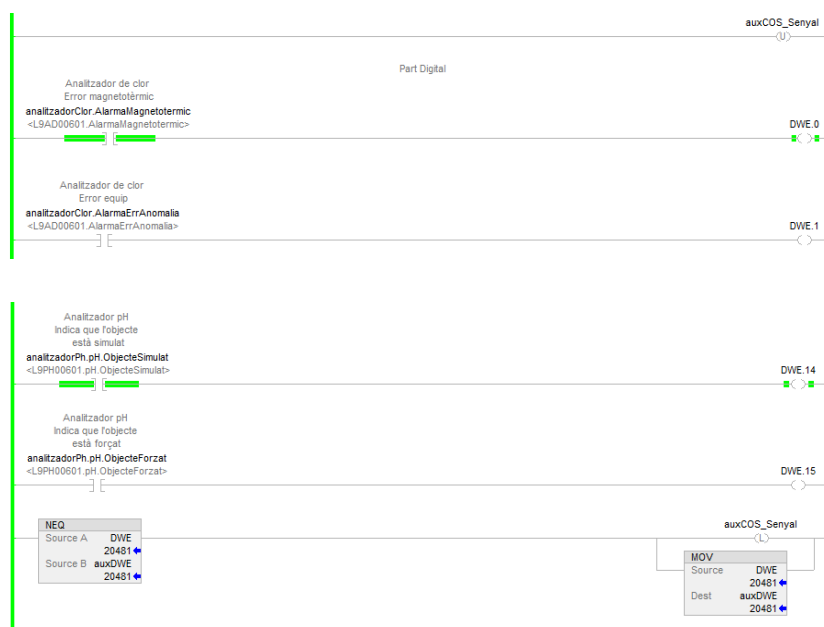 auxCOS_Senyal
(U)
Part Digital
Analitzador de clor
Error magnetotèrmic
analitzadorClor.AlarmaMagnetotermic
<L9AD00601.AlarmaMagnetotermic>
DWE.0
Analitzador de clor
Error equip
analitzadorClor.AlarmaErrAnomalia
<L9AD00601.AlarmaErrAnomalia>
DWE.1
Analitzador pH
Indica que l'objecte
està simulat
analitzadorPh.pH.ObjecteSimulat
<L9PH00601.pH.ObjecteSimulat>
DWE.14
Analitzador pH
Indica que l'objecte
està forçat
analitzadorPh.pH.ObjecteForzat
<L9PH00601.pH.ObjecteForzat>
DWE.15
NEQ
Source A DWE
20481
Source B auxDWE
20481
auxCOS_Senyal
(L)
MOV
Source DWE
20481
Dest auxDWE
20481